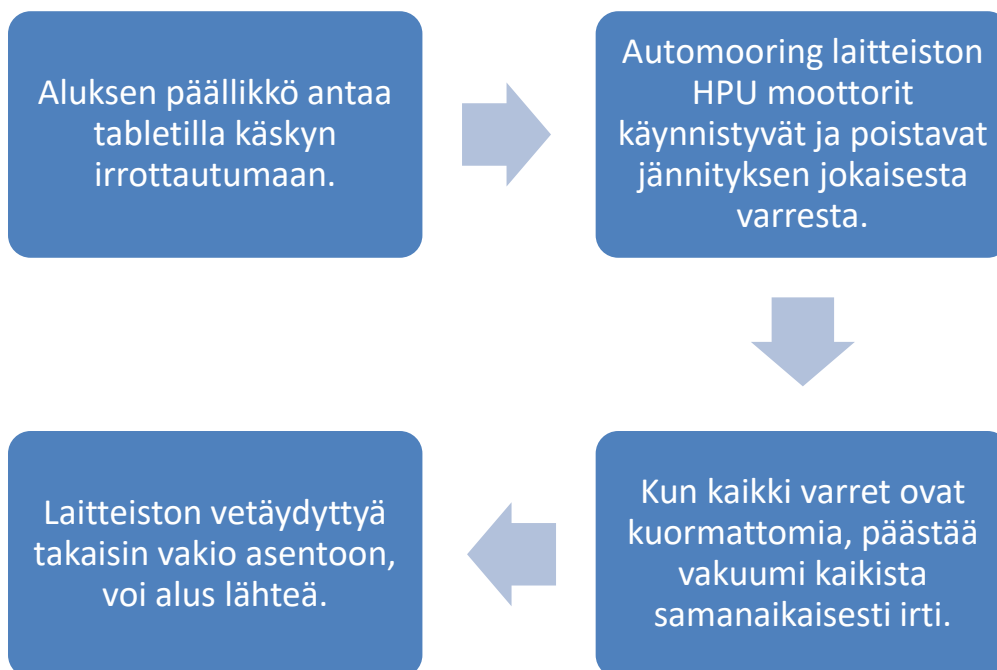 Aluksen päällikkö antaa
tabletilla käskyn
irrottautumaan.
Automooring laitteiston
HPU moottorit
käynnistyvät ja poistavat
jännityksen jokaisesta
varresta.
Kun kaikki varret ovat
kuormattomia, päästää
vakuumi kaikista
samanaikaisesti irti.
Laitteiston vetäydyttyä
takaisin vakio asentoon,
voi alus lähteä.